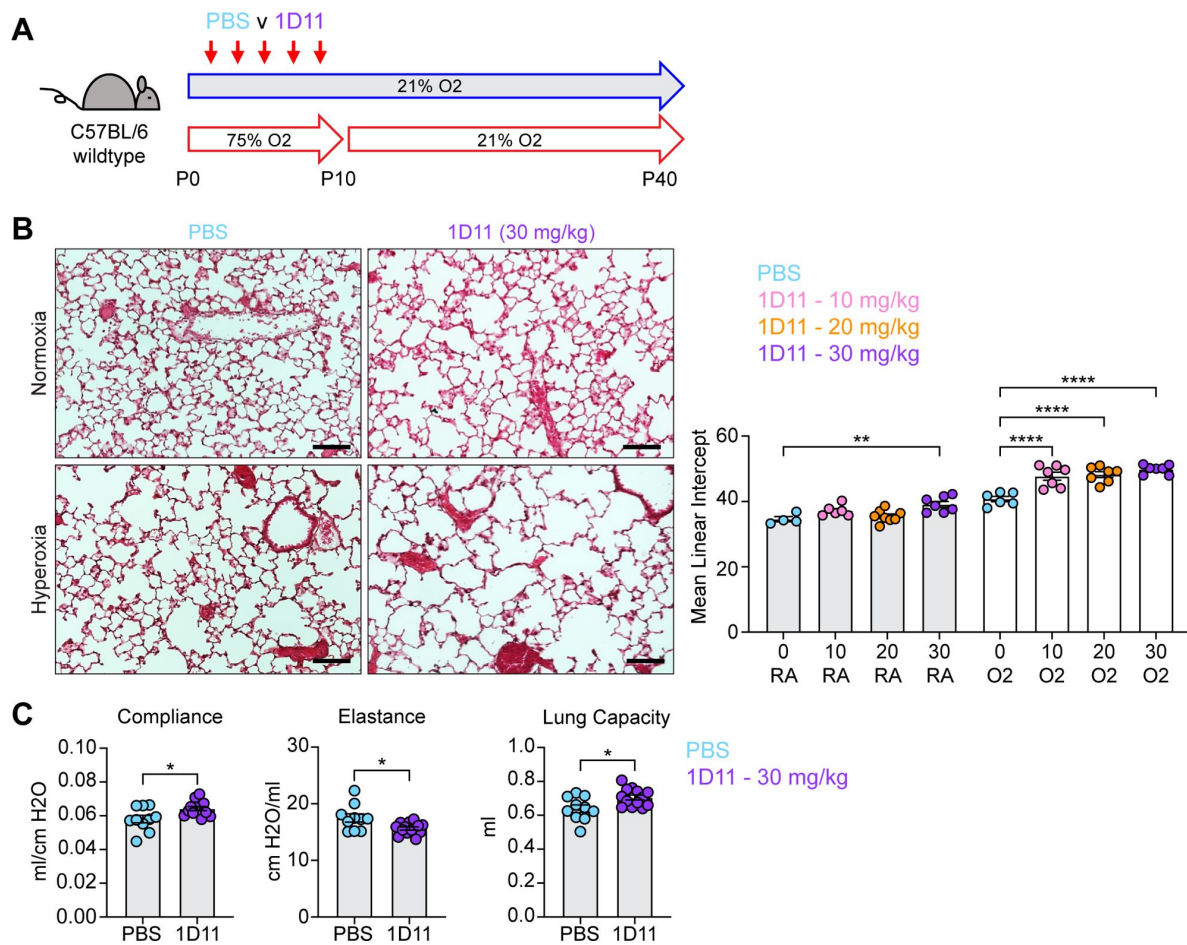 A
PBS v 1D11
21% O2
C57BL/6
wildtype
75% O2
21% O2
P0
P10
P40
B
PBS
1D11 (30 mg/kg)
Normoxia
Hyperoxia
PBS
1D11 - 10 mg/kg
1D11 - 20 mg/kg
1D11 - 30 mg/kg
****
****
** ****
Mean Linear Intercept
60
40
20
0
0 10 20 30 0 10 20 30
RA RA RA RA O2 O2 O2 O2
C
Compliance
ml/cm H2O
0.10
0.08
0.06
0.04
0.02
0.00
*
PBS 1D11
Elastance
cm H2O/ml
30
20
10
0
*
PBS 1D11
Lung Capacity
ml
1.0
0.8
0.6
0.4
0.2
0.0
*
PBS 1D11
PBS
1D11 - 30 mg/kg